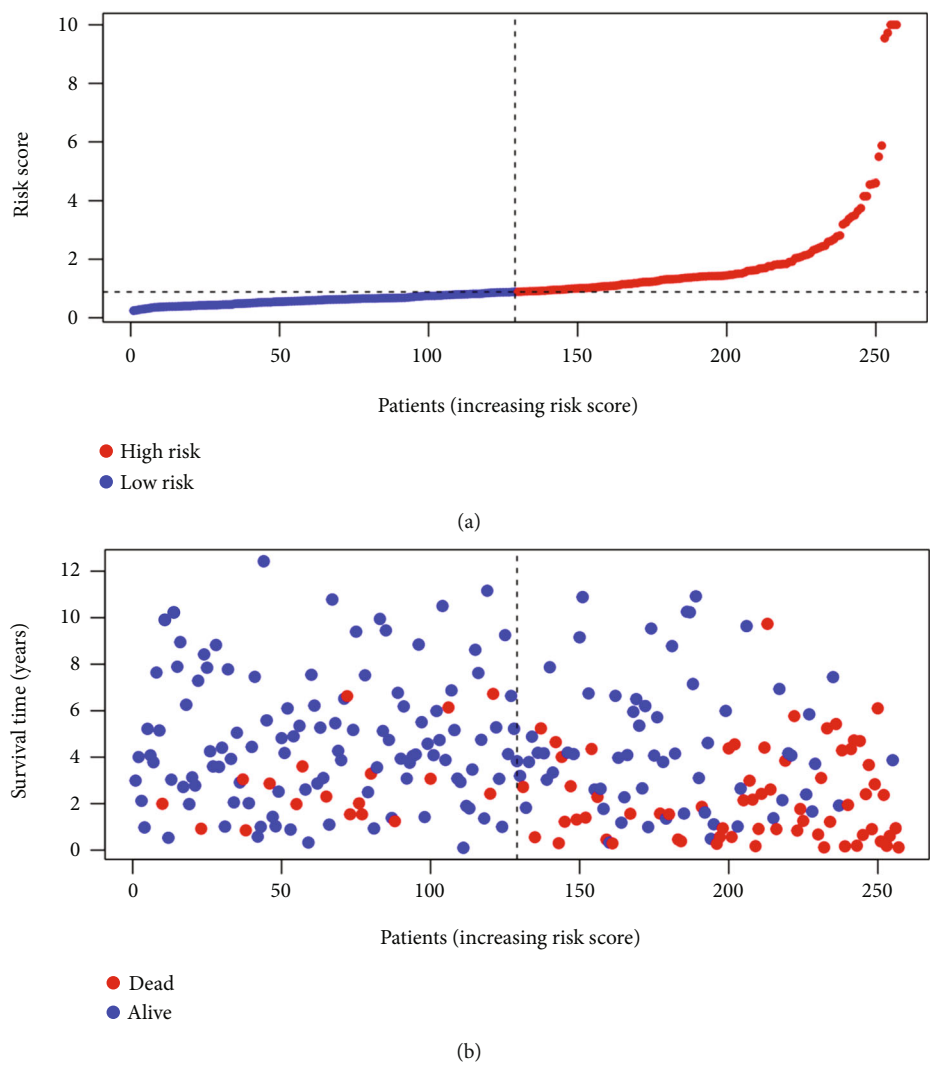 10
8
6
4
2
0
Risk score
0 50 100 150 200 250
Patients (increasing risk score)
High risk
Low risk
(a)
12
10
8
6
4
2
0
Survival time (years)
0 50 100 150 200 250
Patients (increasing risk score)
Dead
Alive
(b)